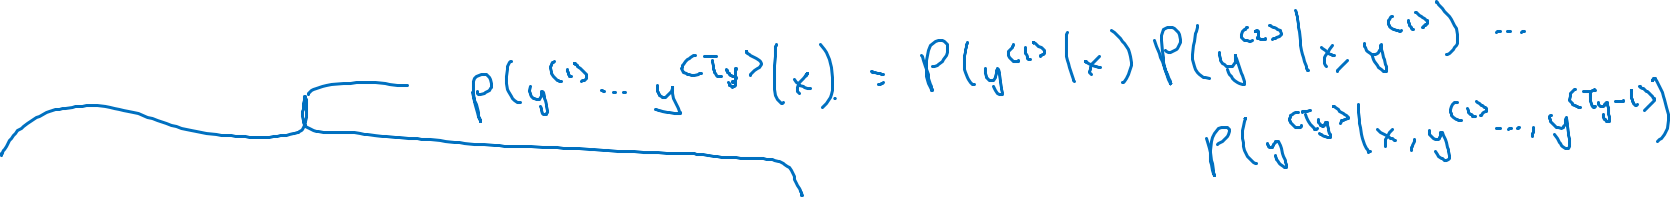 P(y^{<1>} ... y^{<Ty>}|x). = P(y^{<1>}|x) P(y^{<2>}|x, y^{<1>}) ...
P(y^{<Ty>}|x, y^{<1>} ..., y^{<Ty-1>})